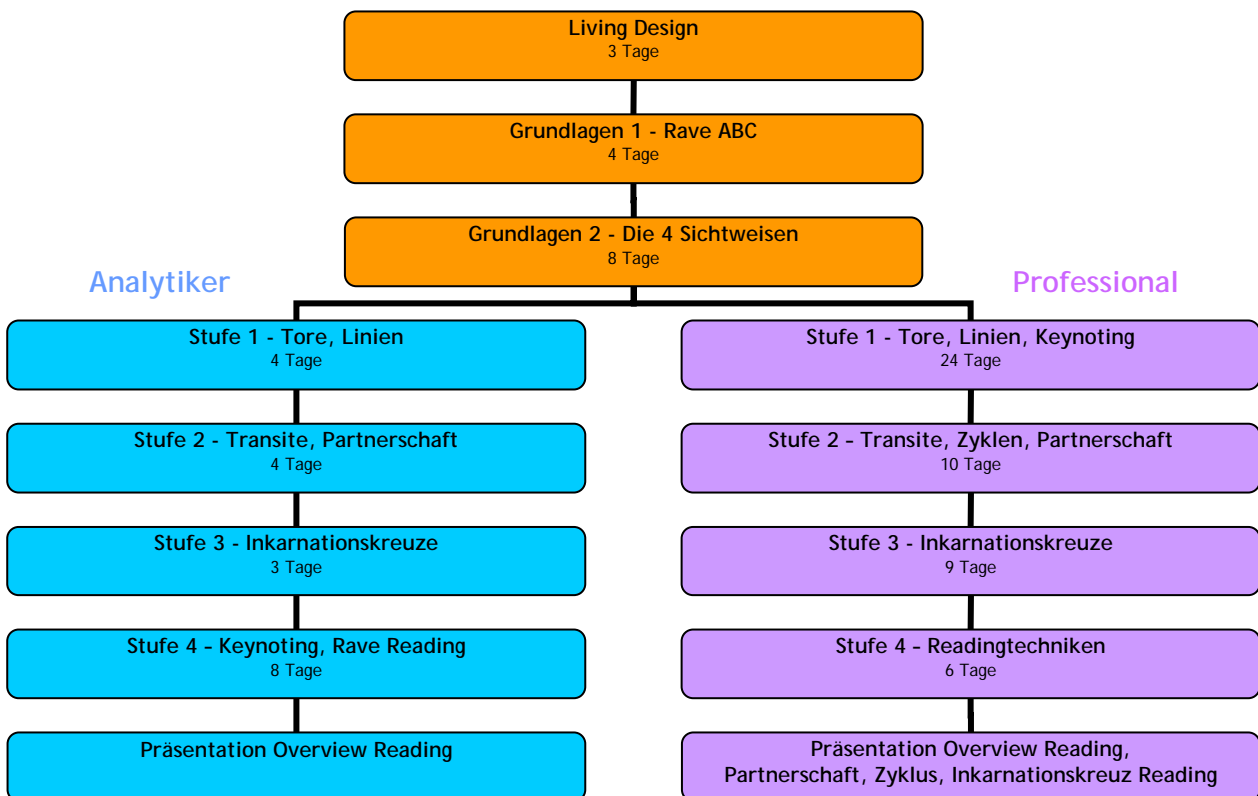 Living Design
3 Tage
Grundlagen 1 - Rave ABC
4 Tage
Grundlagen 2 - Die 4 Sichtweisen
8 Tage
Analytiker
Professional
Stufe 1 - Tore, Linien
4 Tage
Stufe 1 - Tore, Linien, Keynoting
24 Tage
Stufe 2 - Transite, Partnerschaft
4 Tage
Stufe 2 – Transite, Zyklen, Partnerschaft
10 Tage
Stufe 3 - Inkarnationskreuze
3 Tage
Stufe 3 - Inkarnationskreuze
9 Tage
Stufe 4 – Keynoting, Rave Reading
8 Tage
Stufe 4 – Readingtechniken
6 Tage
Präsentation Overview Reading
Präsentation Overview Reading,
Partnerschaft, Zyklus, Inkarnationskreuz Reading